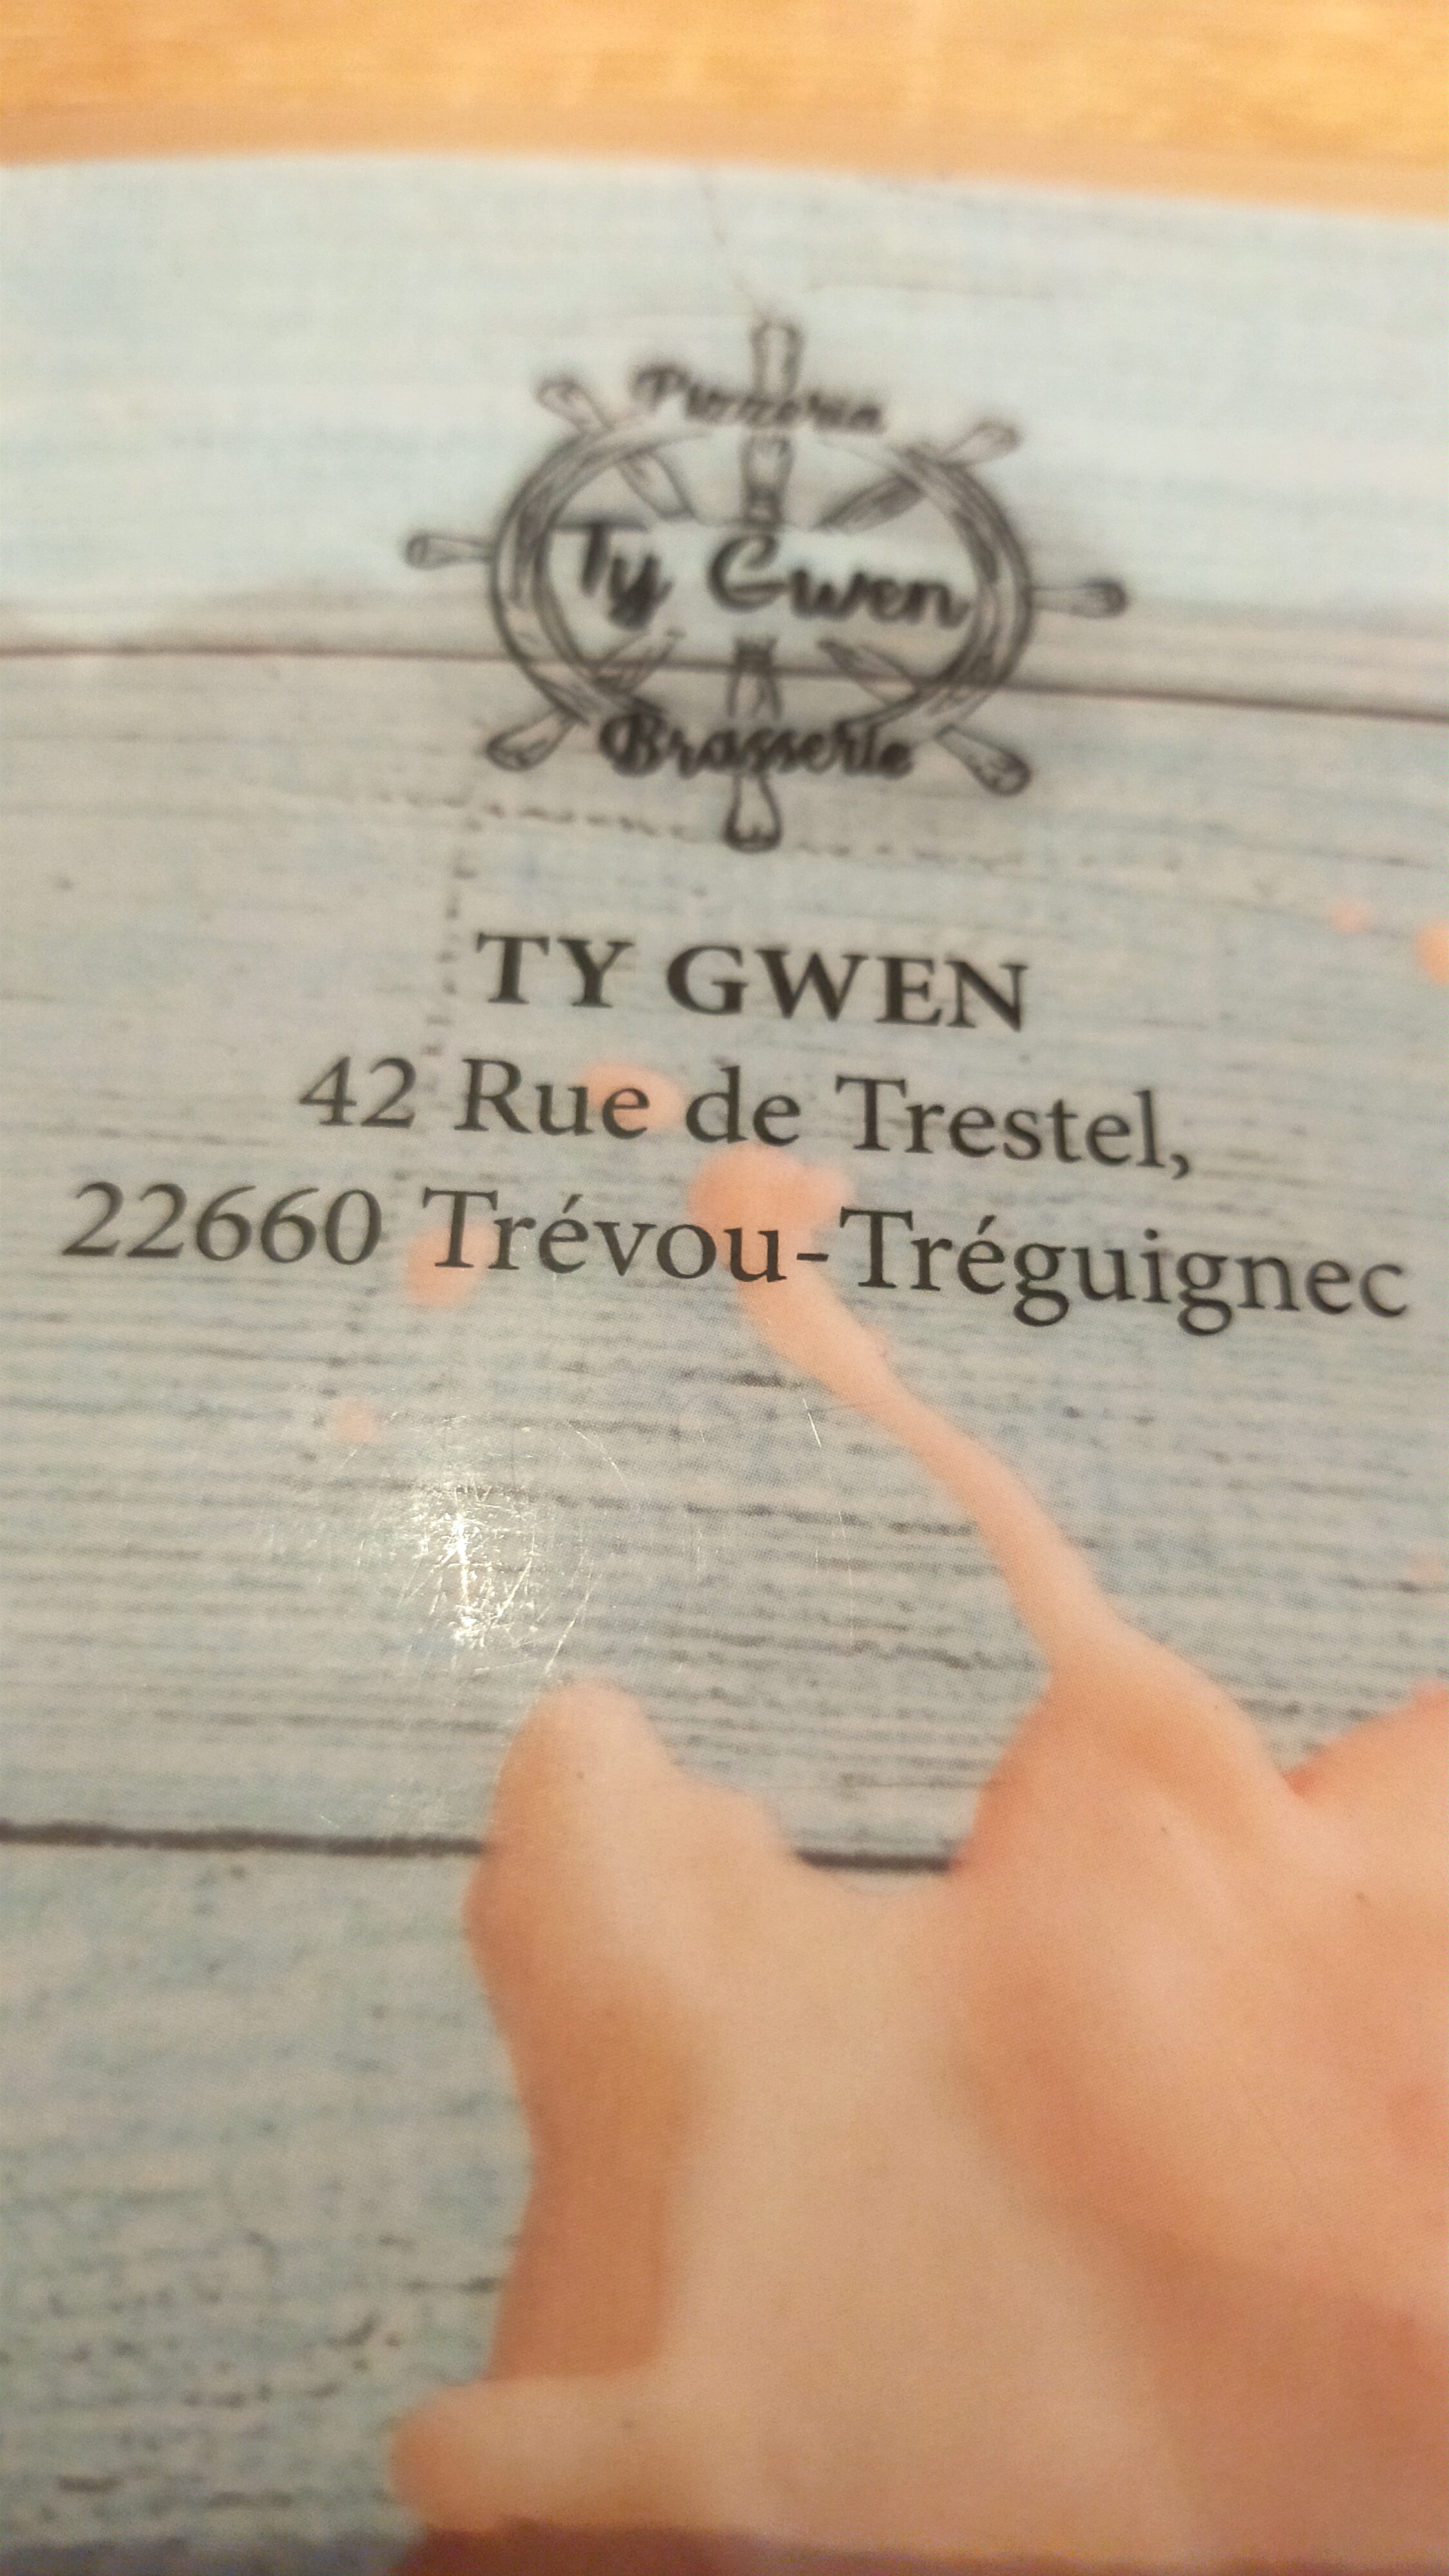 Pizzeria
Ty Gwen
Brasserie
TY GWEN
42 Rue de Trestel,
22660 Trévou-Tréguignec